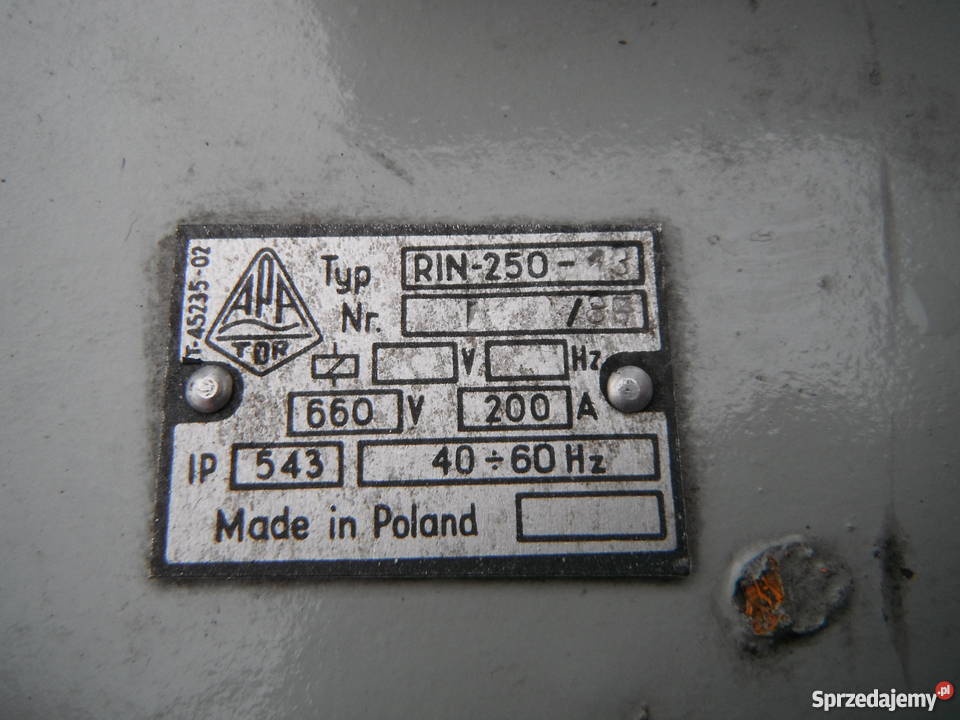 APA
TOR
Typ RIN-250-
Nr. /85
V Hz
660 V 200 A
IP 543 40÷60 Hz
Made in Poland
-45235-02
Sprzedajemy.pl